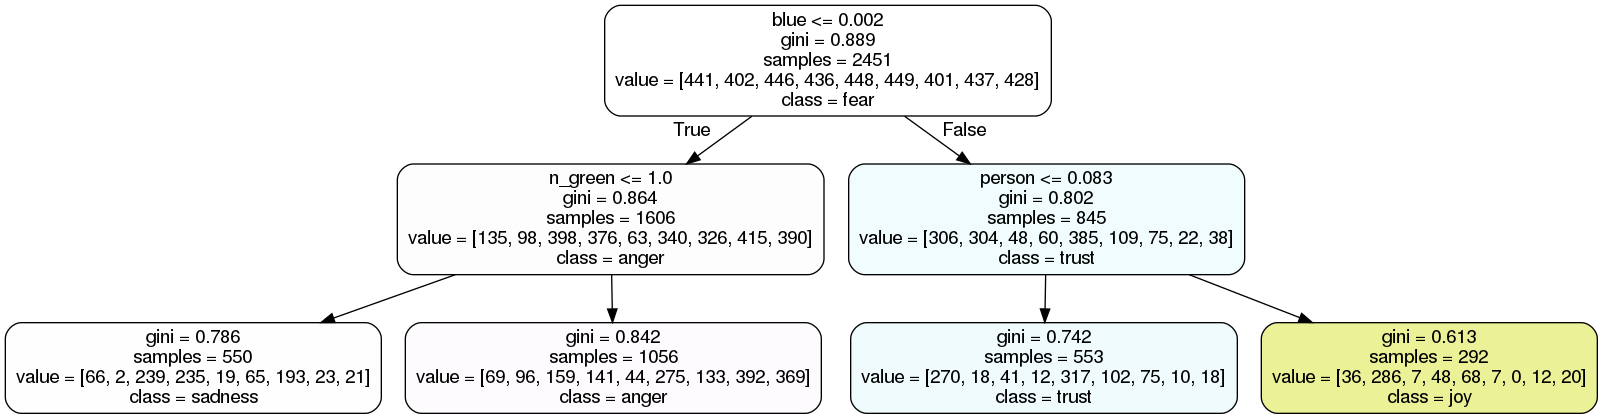 blue <= 0.002
gini = 0.889
samples = 2451
value = [441, 402, 446, 436, 448, 449, 401, 437, 428]
class = fear
True
False
n_green <= 1.0
gini = 0.864
samples = 1606
value = [135, 98, 398, 376, 63, 340, 326, 415, 390]
class = anger
person <= 0.083
gini = 0.802
samples = 845
value = [306, 304, 48, 60, 385, 109, 75, 22, 38]
class = trust
gini = 0.786
samples = 550
value = [66, 2, 239, 235, 19, 65, 193, 23, 21]
class = sadness
gini = 0.842
samples = 1056
value = [69, 96, 159, 141, 44, 275, 133, 392, 369]
class = anger
gini = 0.742
samples = 553
value = [270, 18, 41, 12, 317, 102, 75, 10, 18]
class = trust
gini = 0.613
samples = 292
value = [36, 286, 7, 48, 68, 7, 0, 12, 20]
class = joy